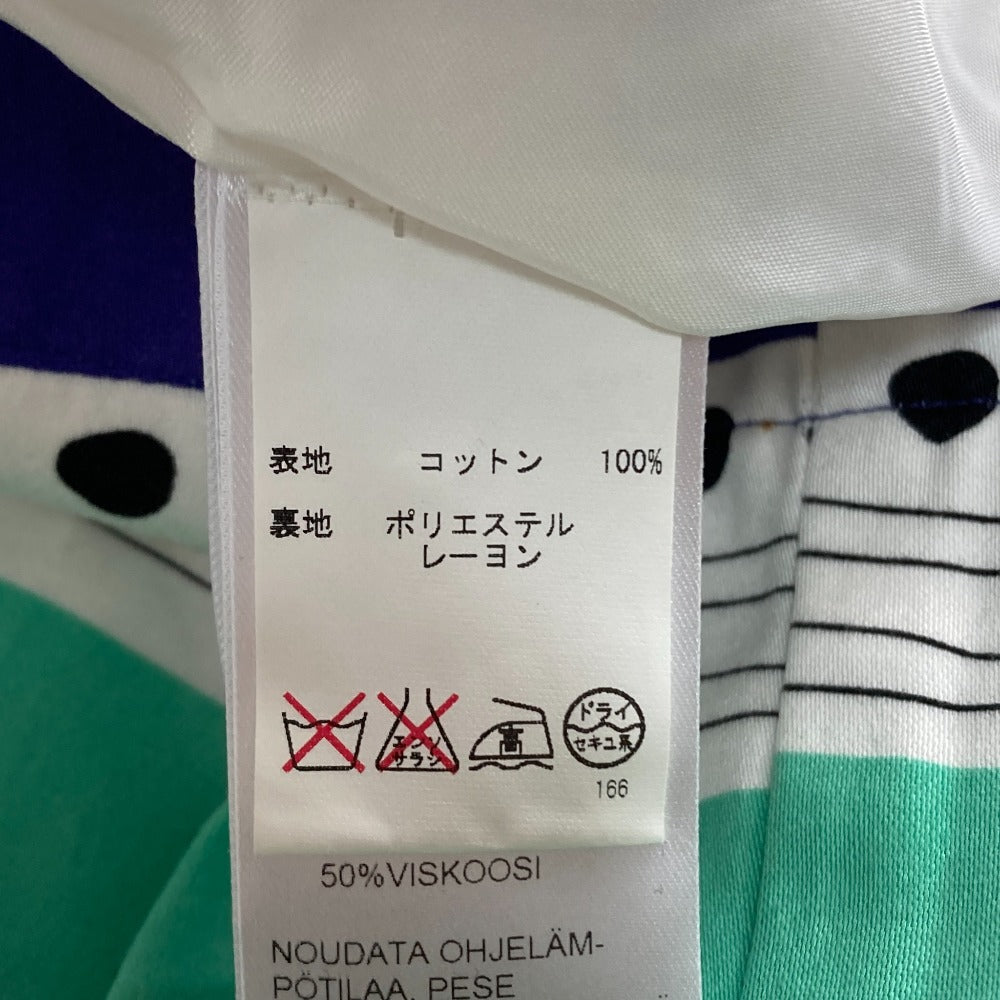 表地 コットン 100%
裏地 ポリエステル
レーヨン
エンソ
サラシ
高
ドライ
セキユ系
166
50%VISKOOSI
NOUDATA OHJELÄM-
PÖTILAA, PESE